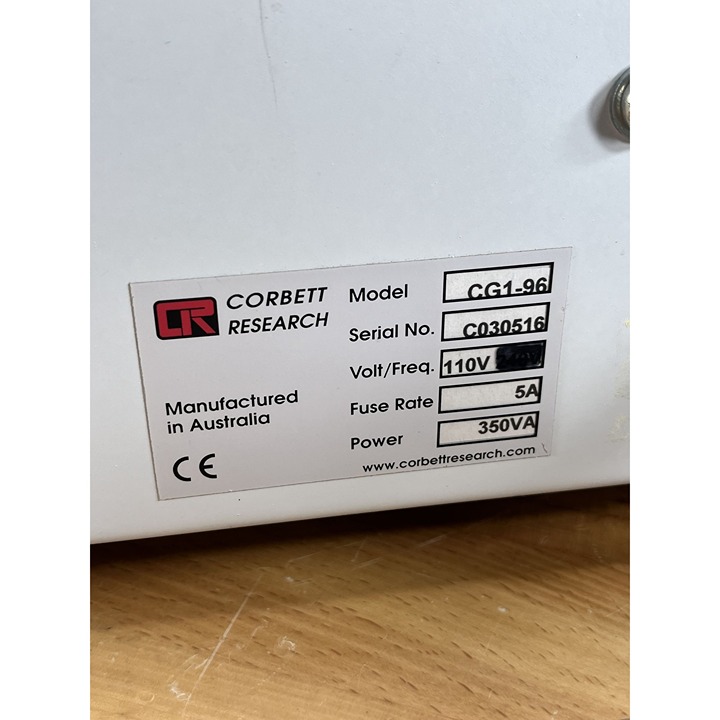 CR CORBETT
RESEARCH
Manufactured
in Australia
CE
Model CG1-96
Serial No. C030516
Volt/Freq. 110V
Fuse Rate 5A
Power 350VA
www.corbettresearch.com